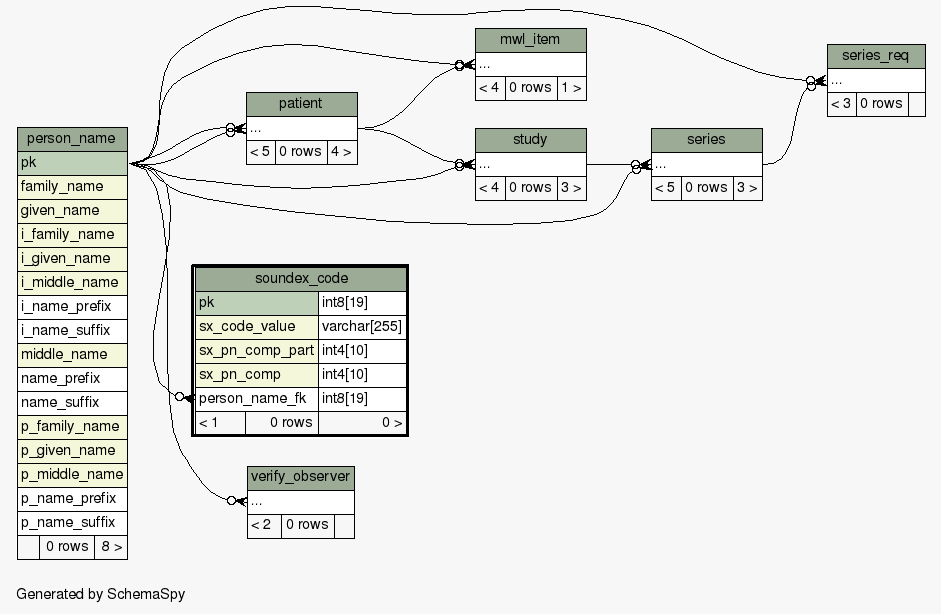 mwl_item
...
< 4 0 rows 1 >
series_req
...
< 3 0 rows
patient
...
< 5 0 rows 4 >
study
...
< 4 0 rows 3 >
series
...
< 5 0 rows 3 >
person_name
pk
family_name
given_name
i_family_name
i_given_name
i_middle_name
i_name_prefix
i_name_suffix
middle_name
name_prefix
name_suffix
p_family_name
p_given_name
p_middle_name
p_name_prefix
p_name_suffix
0 rows 8 >
soundex_code
pk int8[19]
sx_code_value varchar[255]
sx_pn_comp_part int4[10]
sx_pn_comp int4[10]
person_name_fk int8[19]
< 1 0 rows 0 >
verify_observer
...
< 2 0 rows
Generated by SchemaSpy